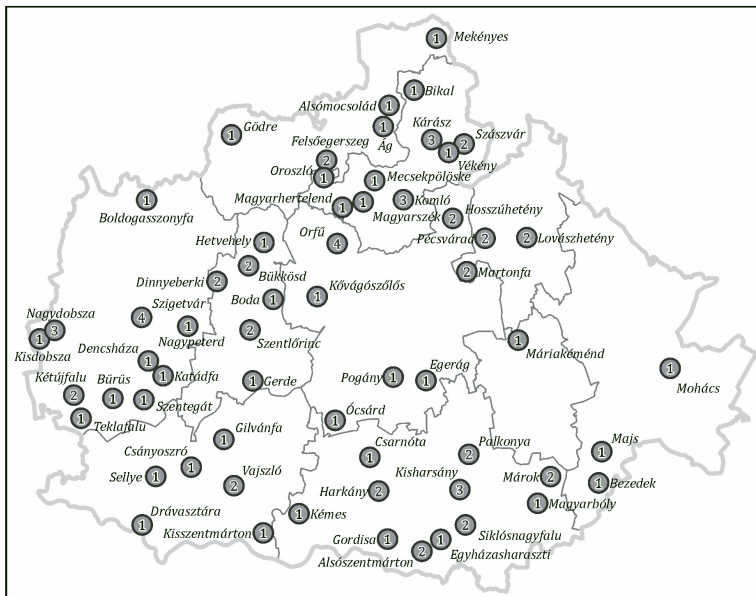 1 Mekényes
1 Bikal
Alsómocsolád 1
1 Ág
Kárász 3
Szászvár 2
1 Vékény
1 Gödre
Felsőegerszeg 2
Oroszló 1
Mecsekpölöske 1
Magyarhertelend 1
1 Magyarszék
3 Komló
Hosszúhetény 2
1 Boldogasszonyfa
Hetvehely 1
Orfű 4
Pécsvárad 2
2 Lovászhetény
2 Bükkösd
Dinnyeberki 2
2 Martonfa
Boda 1
1 Kővágószőlős
Szigetvár 4
Nagydobsza 3
1 Kisdobsza
1 Nagypeterd
2 Szentlőrinc
1 Máriakéménd
Dencsháza 1
1 Katádfa
1 Mohács
Kétújfalu 2
Bürüs 1
1 Szentegát
1 Gerde
Pogány 1
Egerág 1
1 Teklafalu
1 Ócsárd
1 Gilvánfa
Csarnóta 1
Palkonya 2
1 Majs
Csányoszró 1
Sellye 1
2 Vajszló
Kisharsány 3
Márok 2
1 Bezedek
Harkány 2
1 Magyarbóly
Drávasztára 1
1 Kémes
Kisszentmárton 1
2 Siklósnagyfalu
Gordisa 1
1 Egyházasharaszti
Alsószentmárton 2